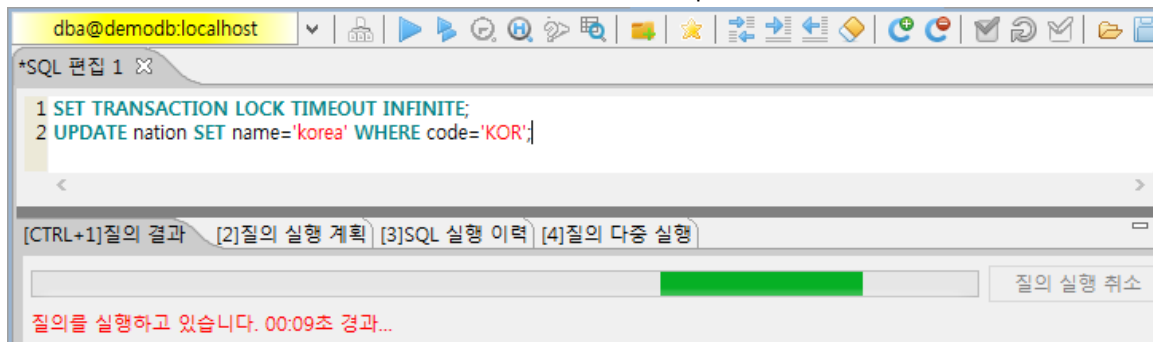 dba@demodb:localhost
*SQL 편집 1
1 SET TRANSACTION LOCK TIMEOUT INFINITE;
2 UPDATE nation SET name='korea' WHERE code='KOR';
[CTRL+1]질의 결과 [2]질의 실행 계획 [3]SQL 실행 이력 [4]질의 다중 실행
질의 실행 취소
질의를 실행하고 있습니다. 00:09초 경과...